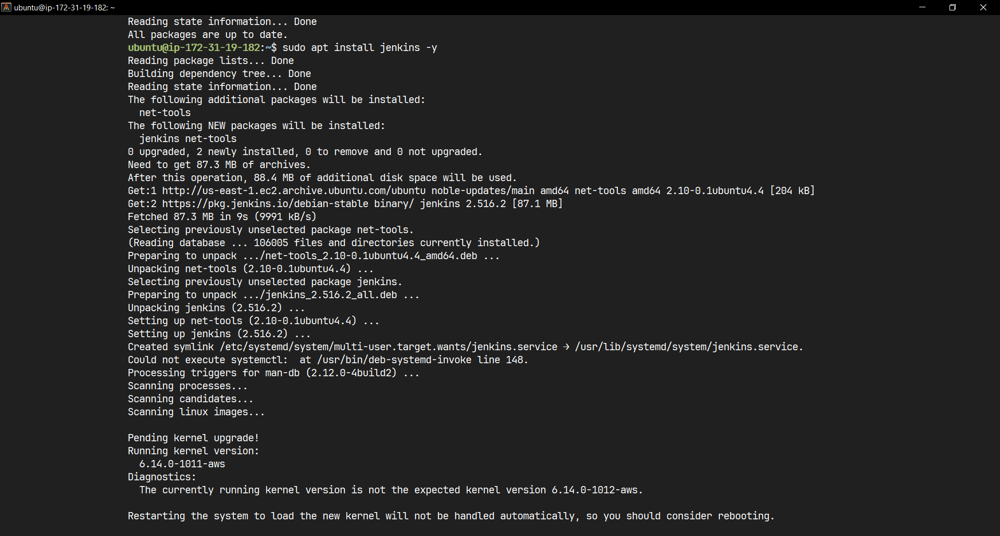 ubuntu@ip-172-31-19-182: ~
Reading state information... Done
All packages are up to date.
ubuntu@ip-172-31-19-182:~$ sudo apt install jenkins -y
Reading package lists... Done
Building dependency tree... Done
Reading state information... Done
The following additional packages will be installed:
  net-tools
The following NEW packages will be installed:
  jenkins net-tools
0 upgraded, 2 newly installed, 0 to remove and 0 not upgraded.
Need to get 87.3 MB of archives.
After this operation, 88.4 MB of additional disk space will be used.
Get:1 http://us-east-1.ec2.archive.ubuntu.com/ubuntu noble-updates/main amd64 net-tools amd64 2.10-0.1ubuntu4.4 [204 kB]
Get:2 https://pkg.jenkins.io/debian-stable binary/ jenkins 2.516.2 [87.1 MB]
Fetched 87.3 MB in 9s (9991 kB/s)
Selecting previously unselected package net-tools.
(Reading database ... 106005 files and directories currently installed.)
Preparing to unpack .../net-tools_2.10-0.1ubuntu4.4_amd64.deb ...
Unpacking net-tools (2.10-0.1ubuntu4.4) ...
Selecting previously unselected package jenkins.
Preparing to unpack .../jenkins_2.516.2_all.deb ...
Unpacking jenkins (2.516.2) ...
Setting up net-tools (2.10-0.1ubuntu4.4) ...
Setting up jenkins (2.516.2) ...
Created symlink /etc/systemd/system/multi-user.target.wants/jenkins.service → /usr/lib/systemd/system/jenkins.service.
Could not execute systemctl:  at /usr/bin/deb-systemd-invoke line 148.
Processing triggers for man-db (2.12.0-4build2) ...
Scanning processes...
Scanning candidates...
Scanning linux images...

Pending kernel upgrade!
Running kernel version:
  6.14.0-1011-aws
Diagnostics:
  The currently running kernel version is not the expected kernel version 6.14.0-1012-aws.

Restarting the system to load the new kernel will not be handled automatically, so you should consider rebooting.